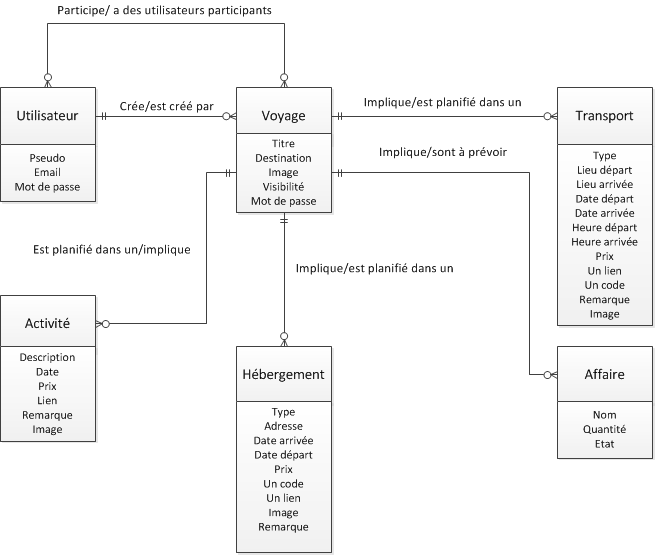 Participe/ a des utilisateurs participants
Utilisateur
Pseudo
Email
Mot de passe
Crée/est créé par
Voyage
Titre
Destination
Image
Visibilité
Mot de passe
Implique/est planifié dans un
Transport
Type
Lieu départ
Lieu arrivée
Date départ
Date arrivée
Heure départ
Heure arrivée
Prix
Un lien
Un code
Remarque
Image
Implique/sont à prévoir
Est planifié dans un/implique
Implique/est planifié dans un
Activité
Description
Date
Prix
Lien
Remarque
Image
Hébergement
Type
Adresse
Date arrivée
Date départ
Prix
Un code
Un lien
Image
Remarque
Affaire
Nom
Quantité
Etat